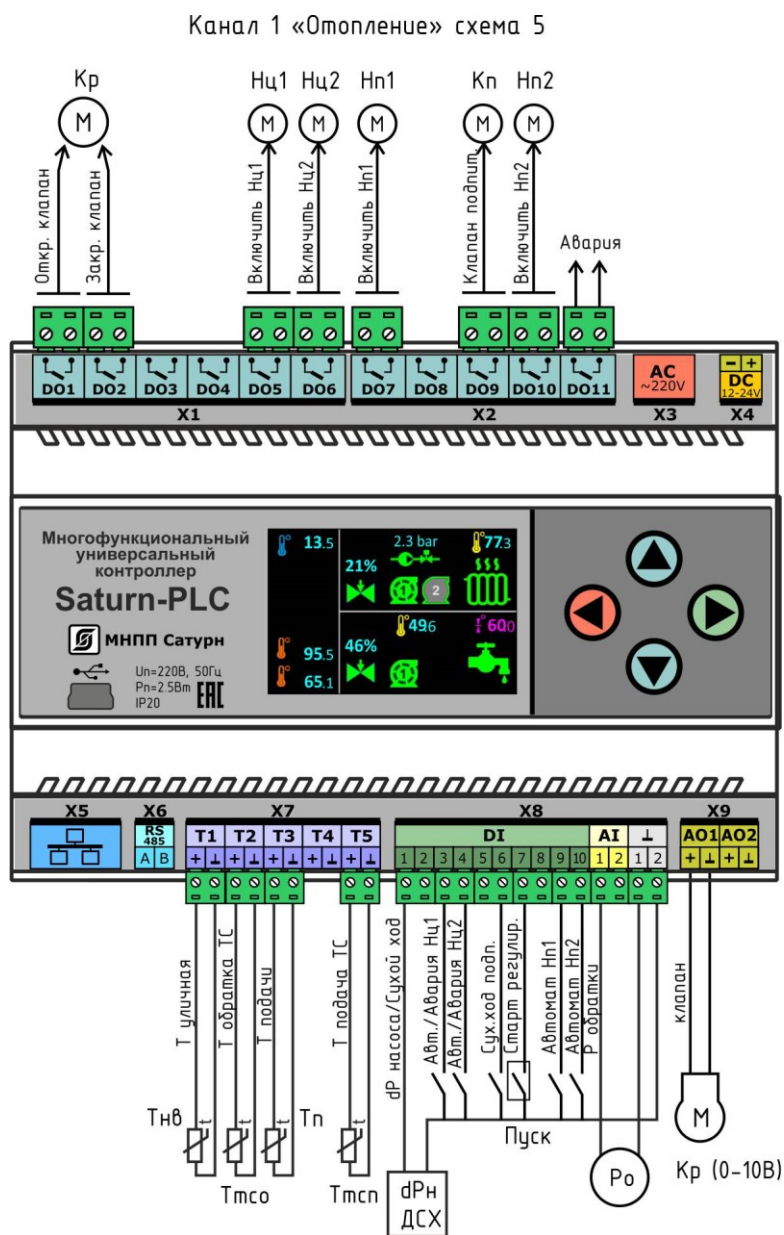 Канал 1 «Отопление» схема 5
Кр Нц1 Нц2 Нп1 Кп Нп2
М М М М М М
Откр. клапан
Закр. клапан
Включить Нц1
Включить Нц2
Включить Нп1
Клапан подпит.
Включить Нп2
Авария
DO1 DO2 DO3 DO4 DO5 DO6 DO7 DO8 DO9 DO10 DO11
AC
~220V
− +
DC
12-24V
X1 X2 X3 X4
Многофункциональный
универсальный
контроллер
Saturn-PLC
МНПП Сатурн
Uп=220В, 50Гц
Pп=2.5Вт
IP20
EAC
13.5
95.5
65.1
2.3 bar
77.3
21%
1 2
49.6
60.0
46%
1
X5 X6 X7 X8 X9
RS
485
A B
T1 T2 T3 T4 T5
+ ⊥ + ⊥ + ⊥ + ⊥ + ⊥
DI AI ⊥
1 2 3 4 5 6 7 8 9 10 1 2 1 2
AO1 AO2
+ ⊥ + ⊥
Т уличная
Т обратка ТС
Т подачи
Т подача ТС
dP насоса/Сухой ход
Авт./Авария Нц1
Авт./Авария Нц2
Сух.ход подп.
Старт регулир.
Автомат Нп1
Автомат Нп2
Р обратки
клапан
t t t t
Тнв Тп
Ттсо Ттсп
Пуск
dPн
ДСХ
Ро
М
Кр (0-10В)